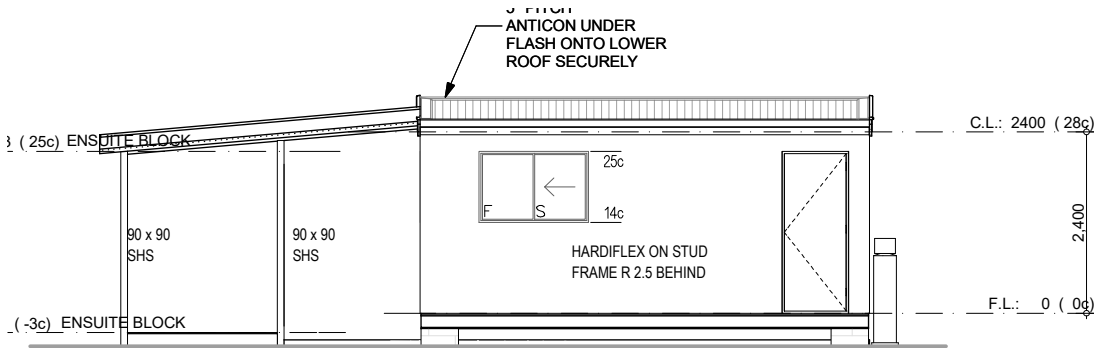 ANTICON UNDER
FLASH ONTO LOWER
ROOF SECURELY
C.L.: 2400 ( 28c)
( 25c) ENSUITE BLOCK
25c
F S
14c
2,400
90 x 90
SHS
90 x 90
SHS
HARDIFLEX ON STUD
FRAME R 2.5 BEHIND
F.L.: 0 ( 0c)
( -3c) ENSUITE BLOCK